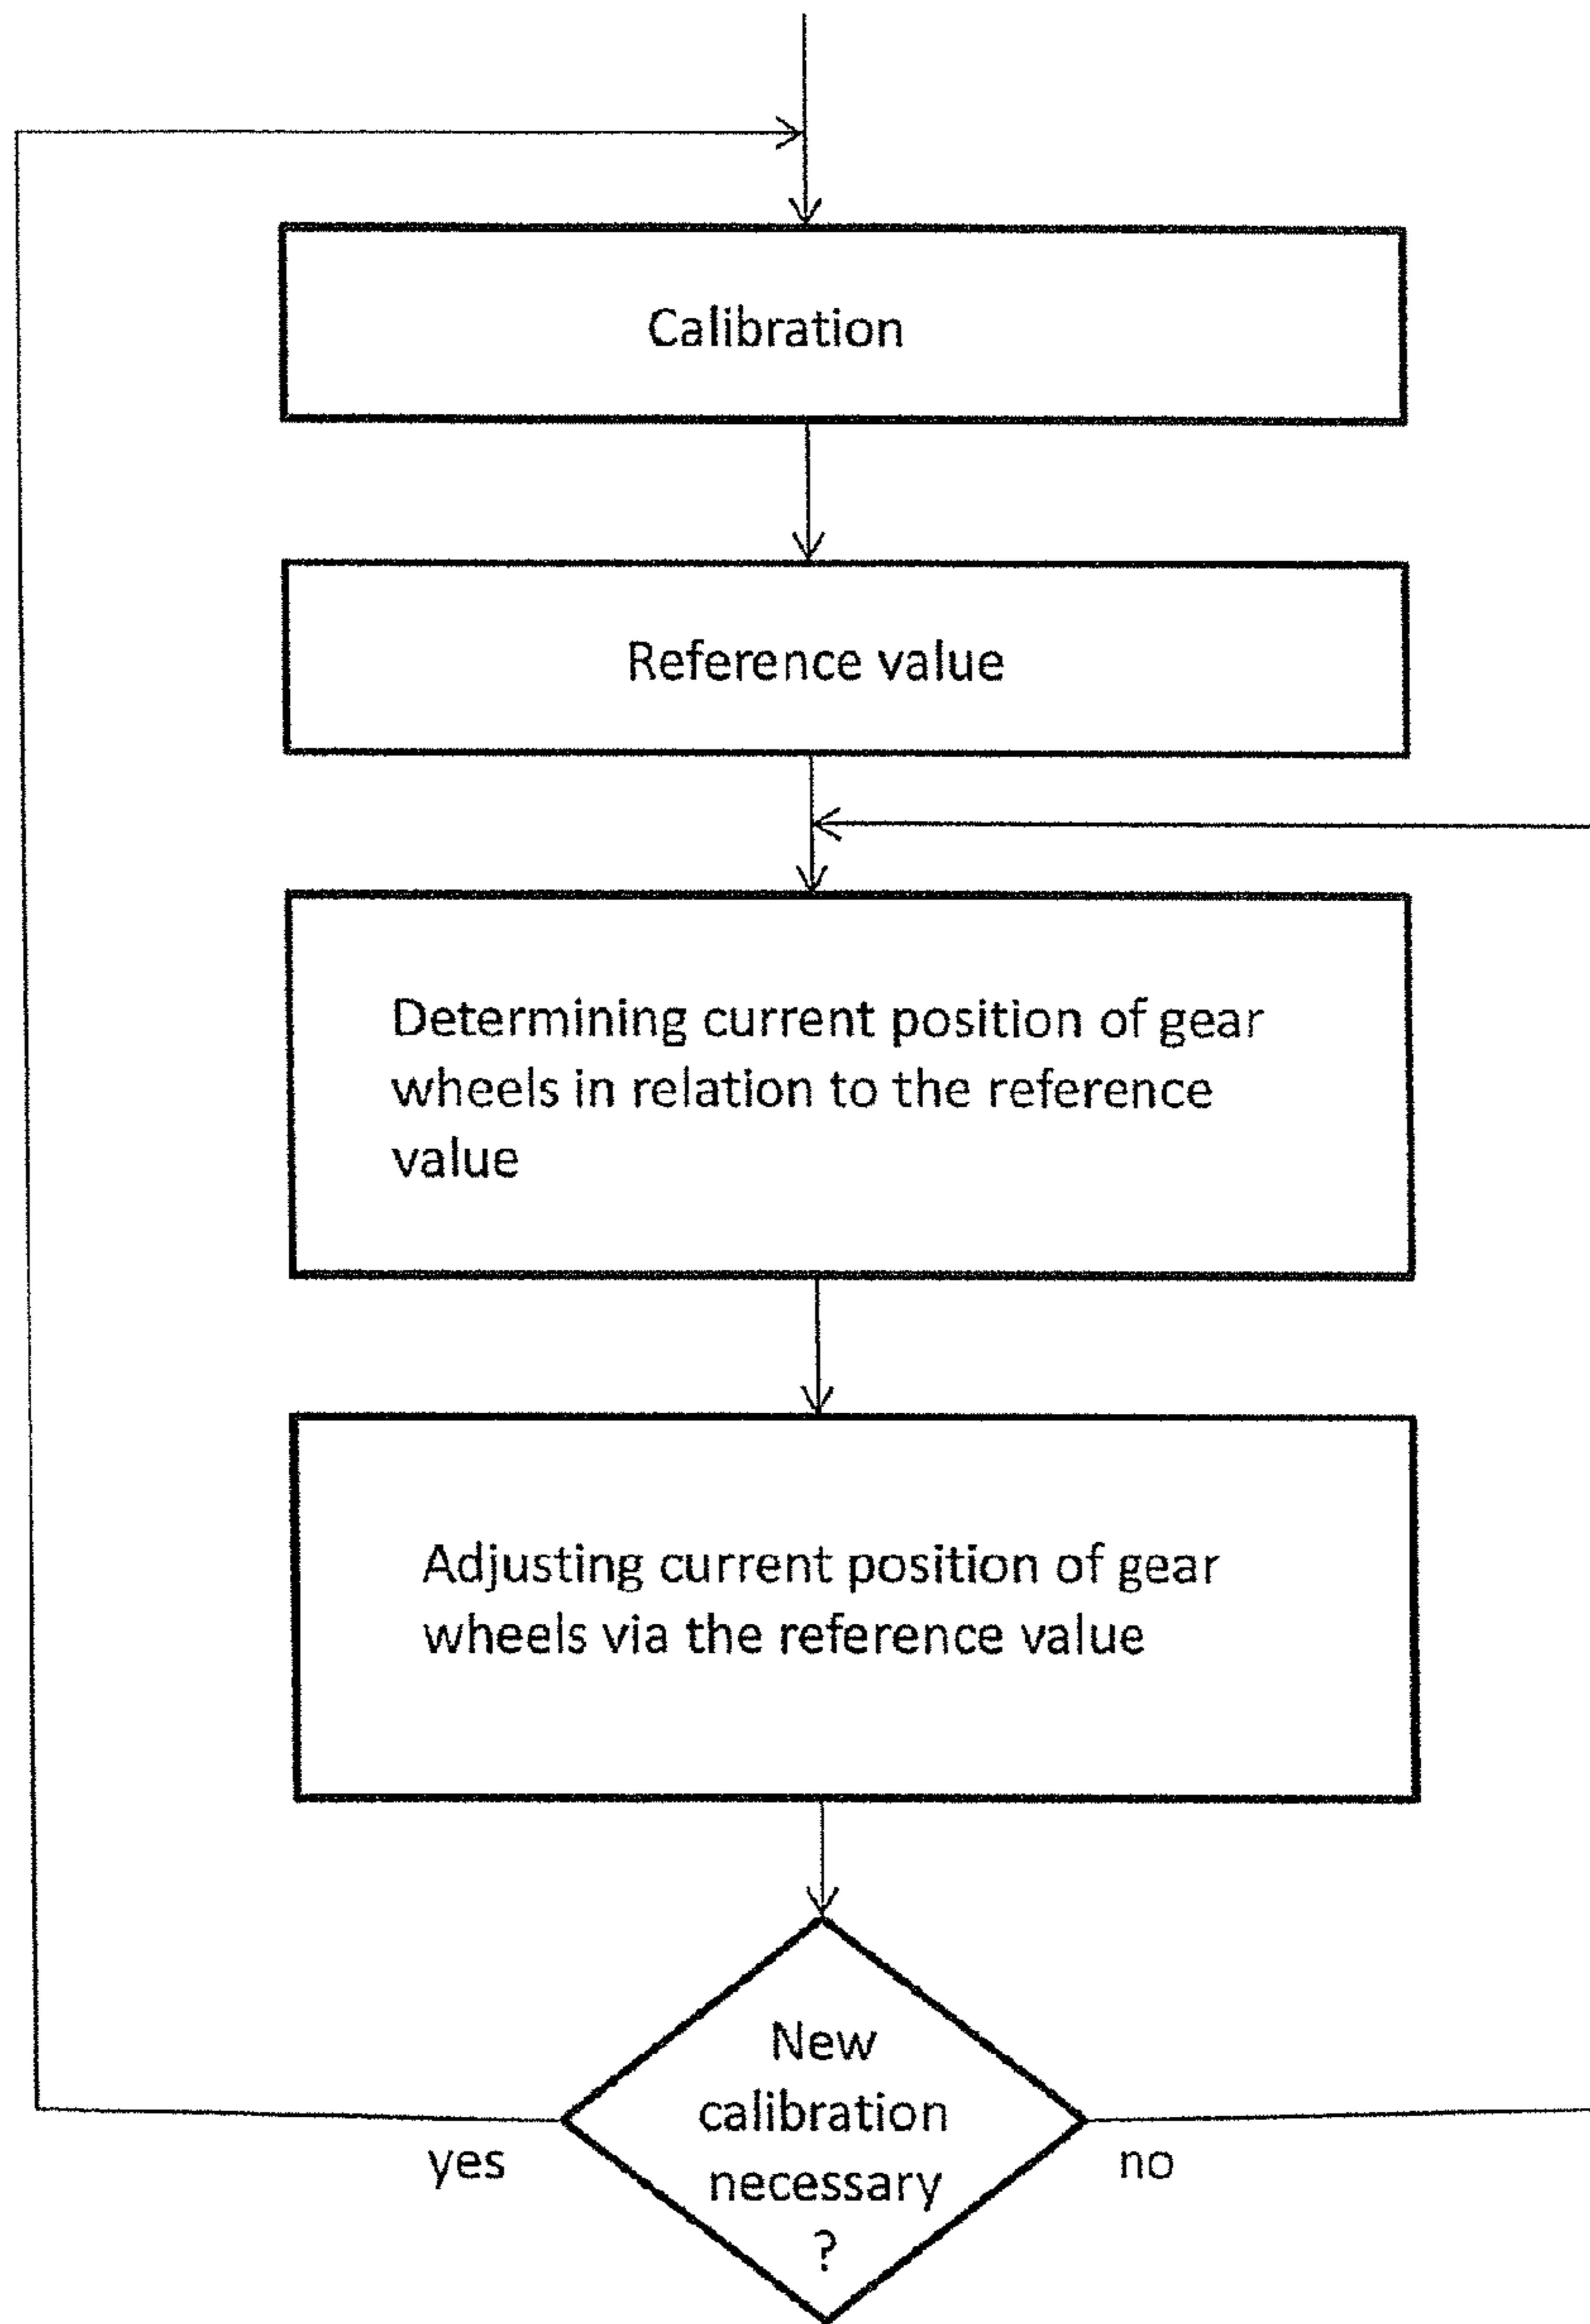 Calibration
Reference value
Determining current position of gear
wheels in relation to the reference
value
Adjusting current position of gear
wheels via the reference value
New
calibration
necessary
?
yes
no